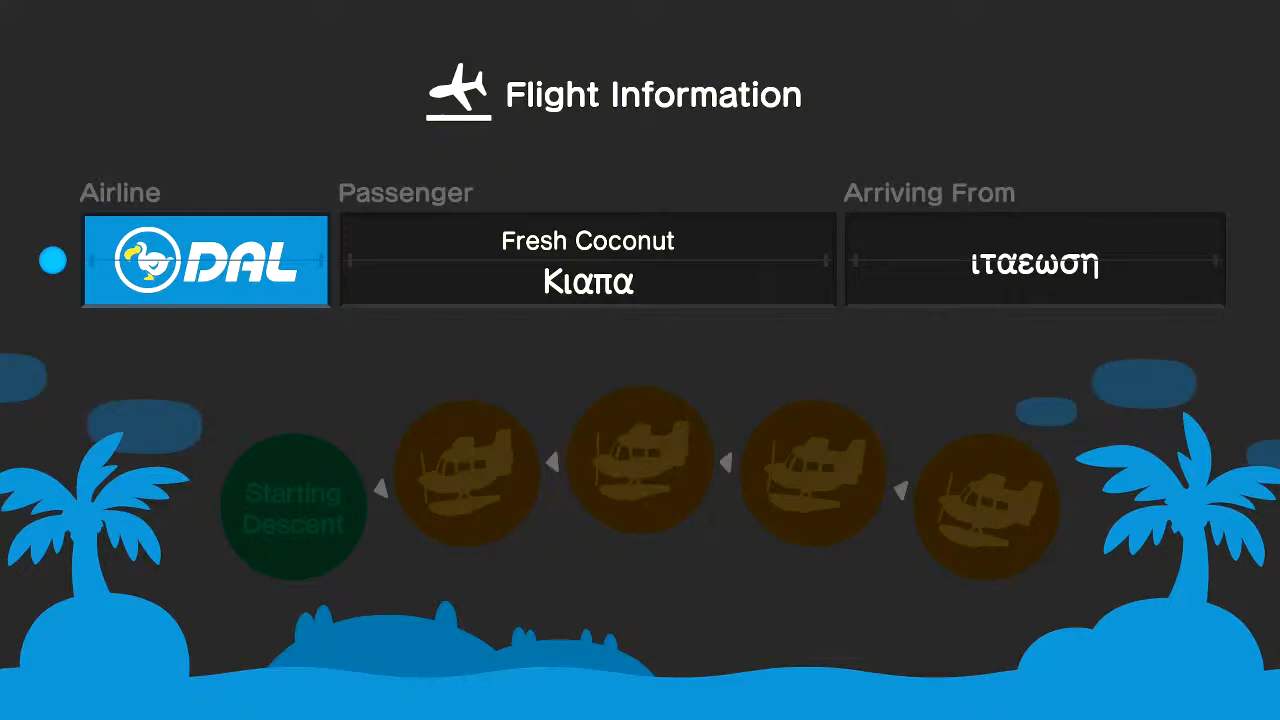 Flight Information
Airline
Passenger
Arriving From
DAL
Fresh Coconut
Κιαπα
ιταεωση
Starting
Descent